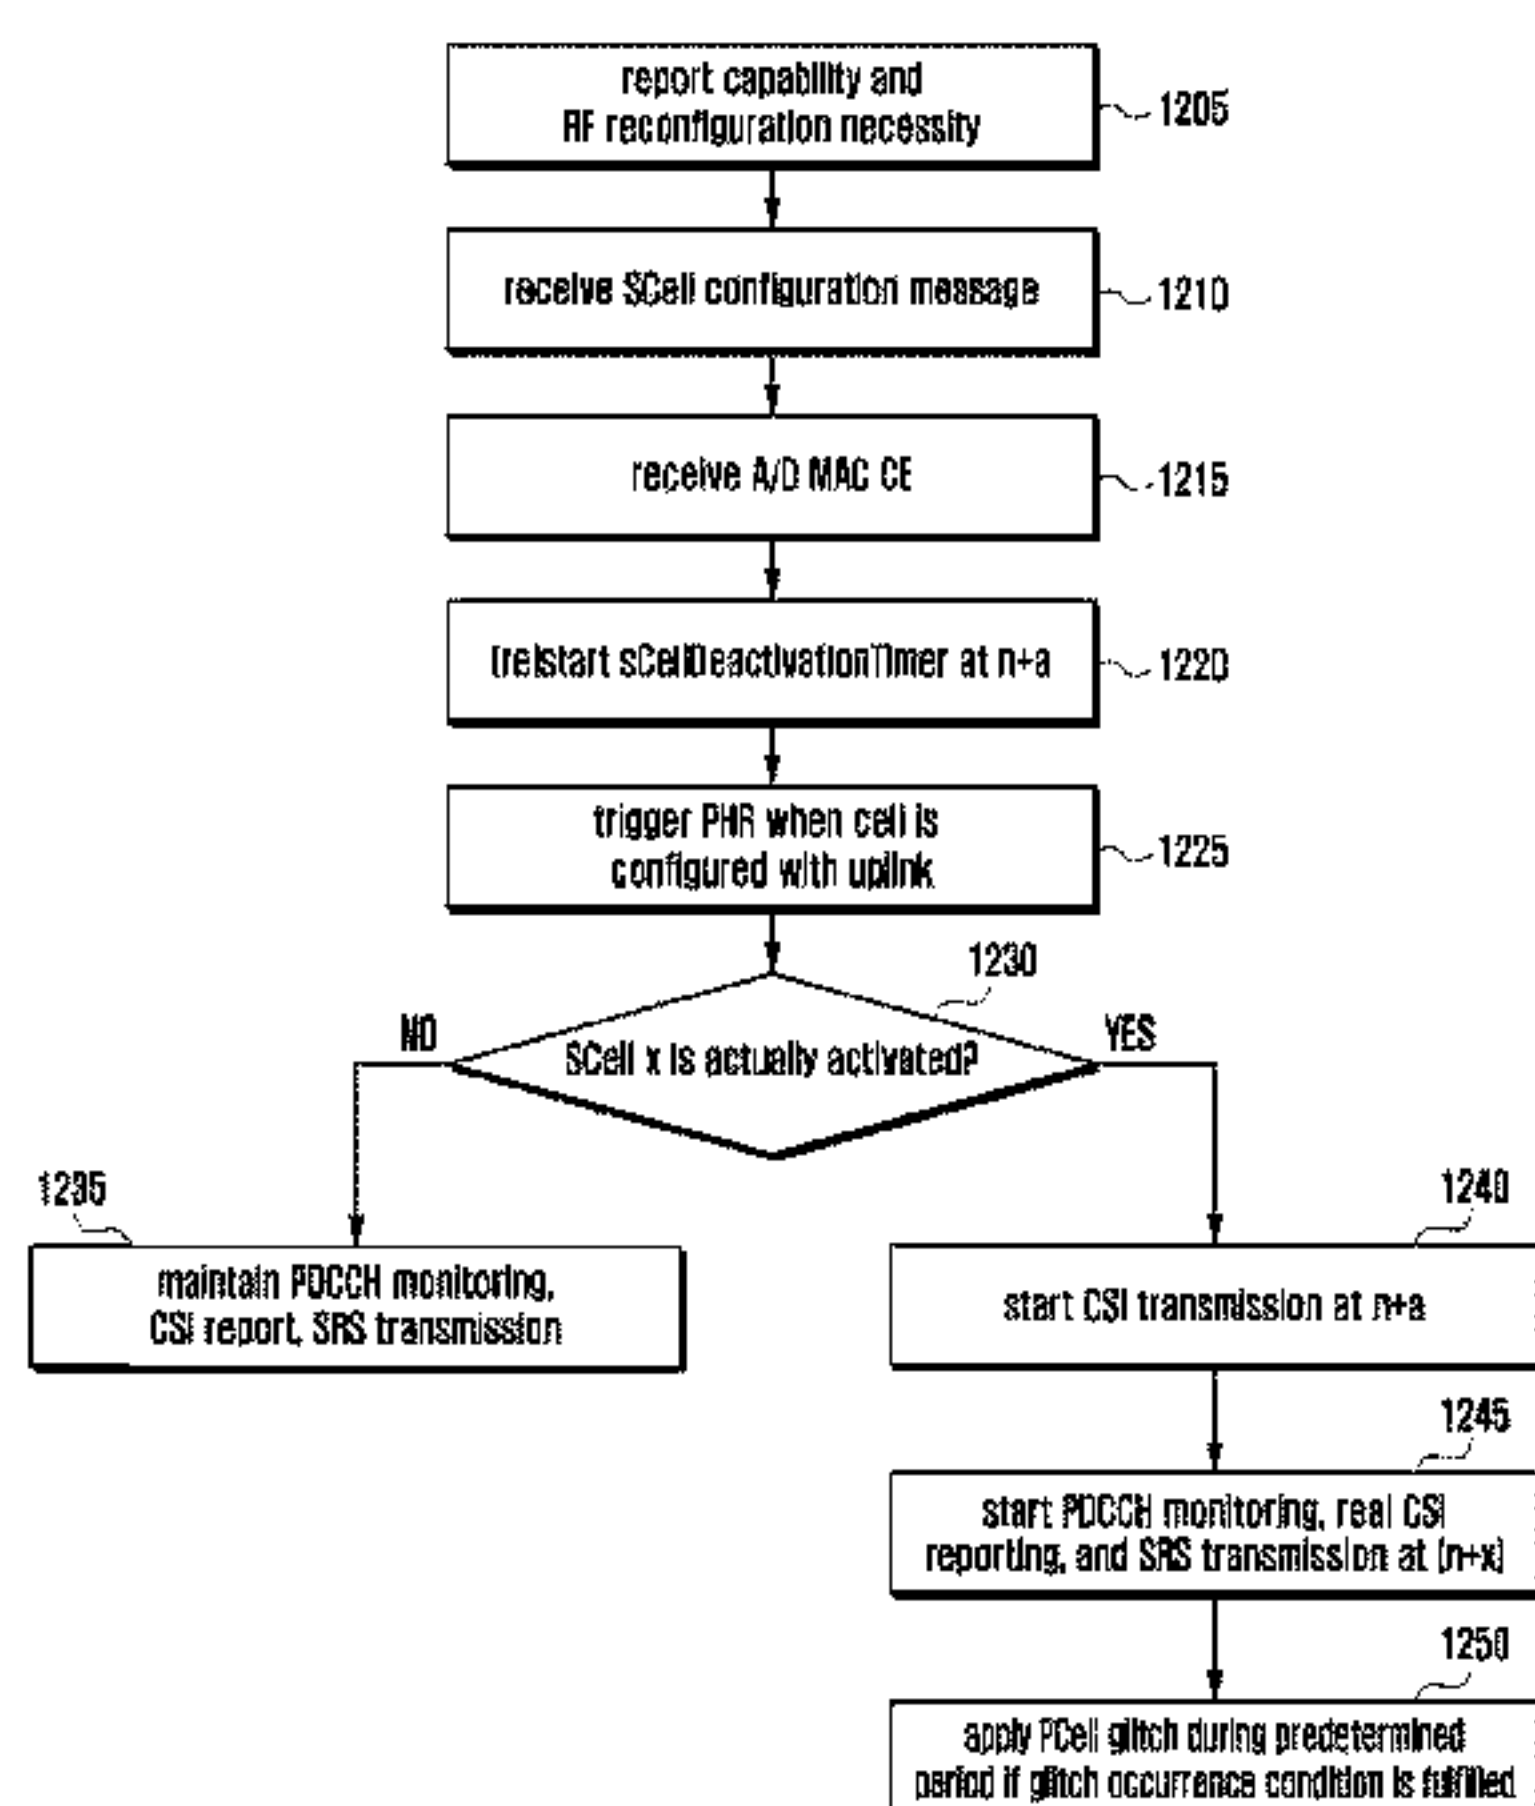 report capability and
RF reconfiguration necessity
1205
receive SCell configuration message
1210
receive A/D MAC CE
1215
(re)start sCellDeactivationTimer at n+a
1220
trigger PHR when cell is
configured with uplink
1225
1230
NO
SCell x is actually activated?
YES
1235
maintain PDCCH monitoring,
CSI report, SRS transmission
1240
start CSI transmission at n+a
1245
start PDCCH monitoring, real CSI
reporting, and SRS transmission at (n+x)
1250
apply PCell glitch during predetermined
period if glitch occurrence condition is fulfilled